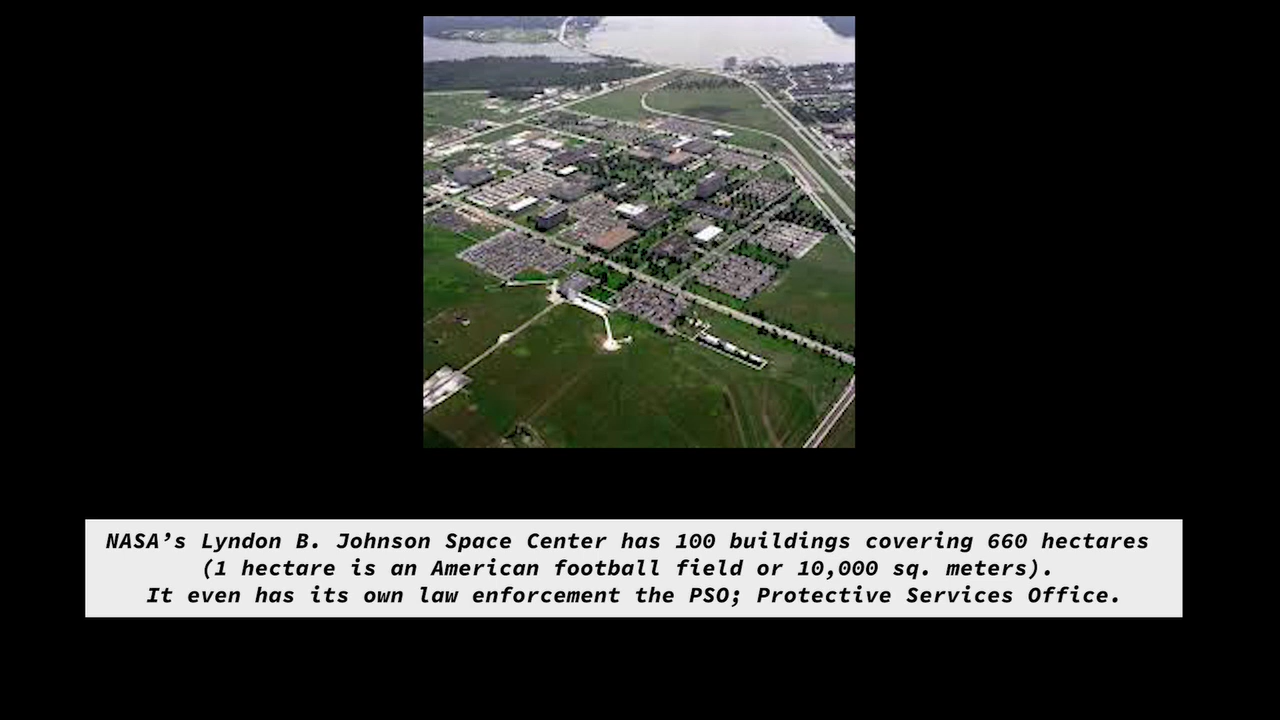 NASA’s Lyndon B. Johnson Space Center has 100 buildings covering 660 hectares
(1 hectare is an American football field or 10,000 sq. meters).
It even has its own law enforcement the PSO; Protective Services Office.